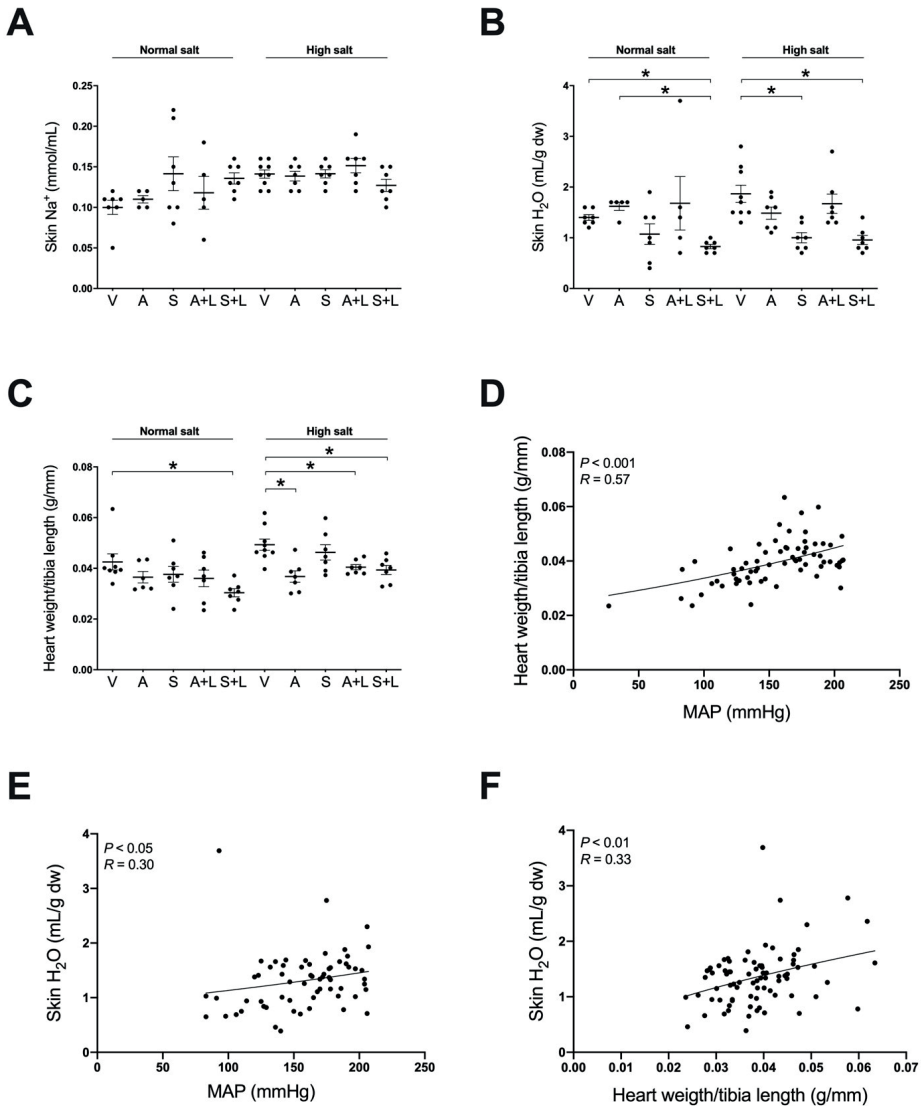 A
Normal salt High salt
Skin Na⁺ (mmol/mL)
0.25
0.20
0.15
0.10
0.05
0.00
V A S A+L S+L V A S A+L S+L
B
Normal salt High salt
Skin H₂O (mL/g dw)
* *
* *
4
3
2
1
0
V A S A+L S+L V A S A+L S+L
C
Normal salt High salt
Heart weight/tibia length (g/mm)
*
* *
*
0.08
0.06
0.04
0.02
0.00
V A S A+L S+L V A S A+L S+L
D
Heart weigth/tibia length (g/mm)
P < 0.001
R = 0.57
0.08
0.06
0.04
0.02
0.00
0 50 100 150 200 250
MAP (mmHg)
E
Skin H₂O (mL/g dw)
P < 0.05
R = 0.30
4
3
2
1
0
0 50 100 150 200 250
MAP (mmHg)
F
Skin H₂O (mL/g dw)
P < 0.01
R = 0.33
4
3
2
1
0
0.00 0.01 0.02 0.03 0.04 0.05 0.06 0.07
Heart weigth/tibia length (g/mm)